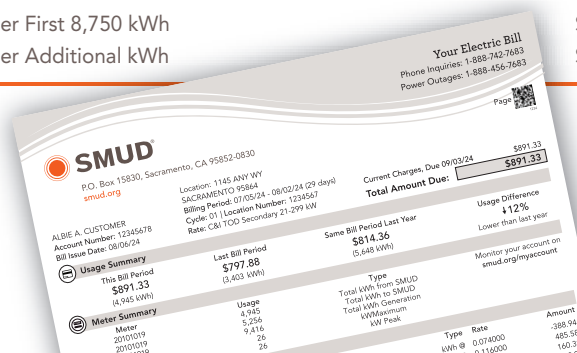 er First 8,750 kWh
er Additional kWh
Your Electric Bill
Phone Inquiries: 1-888-742-7683
Power Outages: 1-888-456-7683
Page
SMUD®
P.O. Box 15830, Sacramento, CA 95852-0830
smud.org
ALBIE A. CUSTOMER
Account Number: 12345678
Bill Issue Date: 08/06/24
Location: 1145 ANY WY
SACRAMENTO 95864
Billing Period: 07/05/24 - 08/02/24 (29 days)
Cycle: 01 | Location Number: 1234567
Rate: C&I TOD Secondary 21-299 kW
$891.33
Current Charges, Due 09/03/24
Total Amount Due: $891.33
Usage Summary
This Bill Period
$891.33
(4,945 kWh)
Last Bill Period
$797.88
(3,403 kWh)
Same Bill Period Last Year
$814.36
(5,648 kWh)
Usage Difference
↓12%
Lower than last year
Meter Summary
Monitor your account on
smud.org/myaccount
Meter Usage Type
20101019 4,945 Total kWh from SMUD
20101019 5,256 Total kWh to SMUD
20101019 9,416 Total kWh Generation
26 kWMaximum
26 kW Peak
Type Rate Amount
kWh @ 0.074000 -388.94
0.116000 485.58
160.3